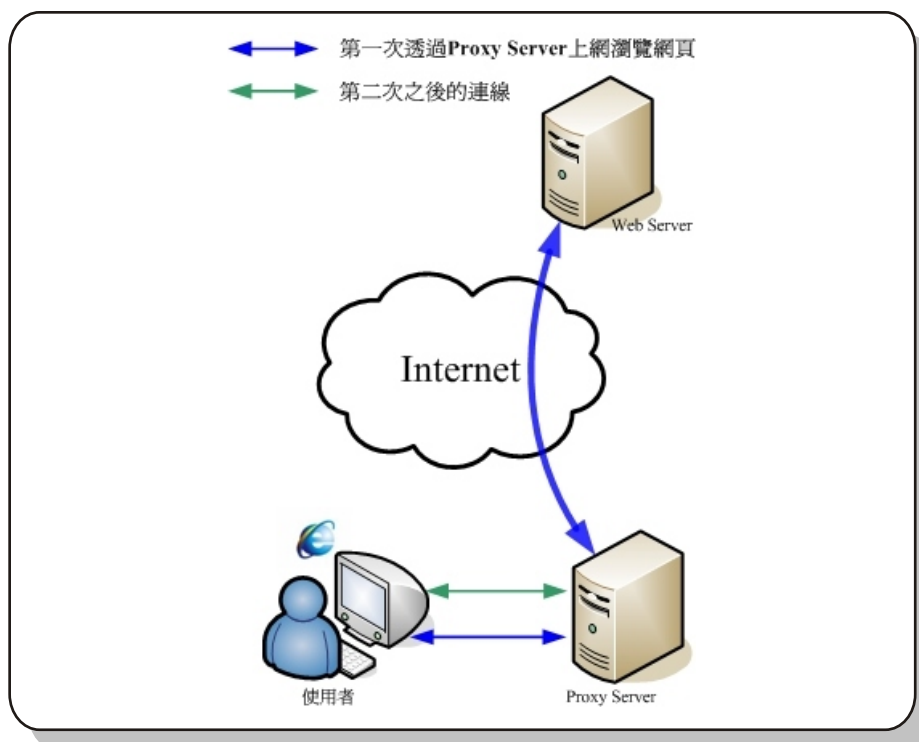 第一次透過Proxy Server上網瀏覽網頁
第二次之後的連線
Web Server
Internet
使用者
Proxy Server